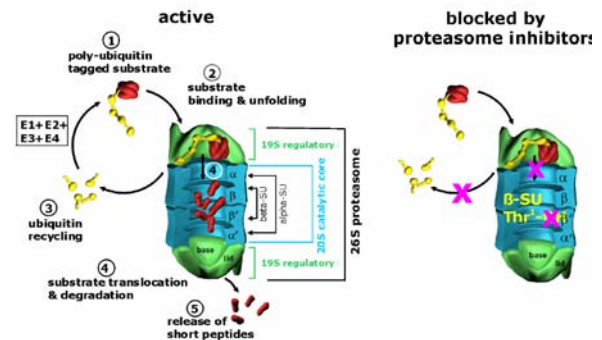 active
①
poly-ubiquitin
tagged substrate
②
substrate
binding & unfolding
E1+E2+
E3+E4
③
ubiquitin
recycling
④
19S regulatory
α
β
β'
α'
beta-SU
alpha-SU
20S catalytic core
26S proteasome
base
lid
19S regulatory
④
substrate translocation
& degradation
⑤
release of
short peptides
blocked by
proteasome inhibitors
X
X
ß-SU
X
base
lid